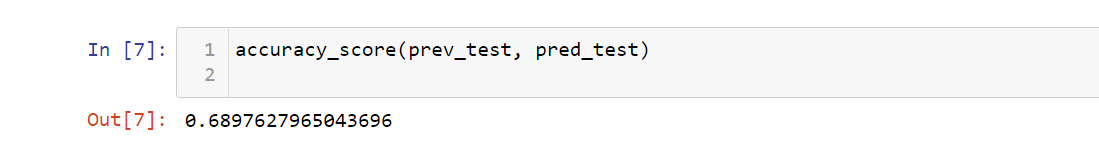 In [7]: 1 accuracy_score(prev_test, pred_test)
2
Out[7]: 0.6897627965043696